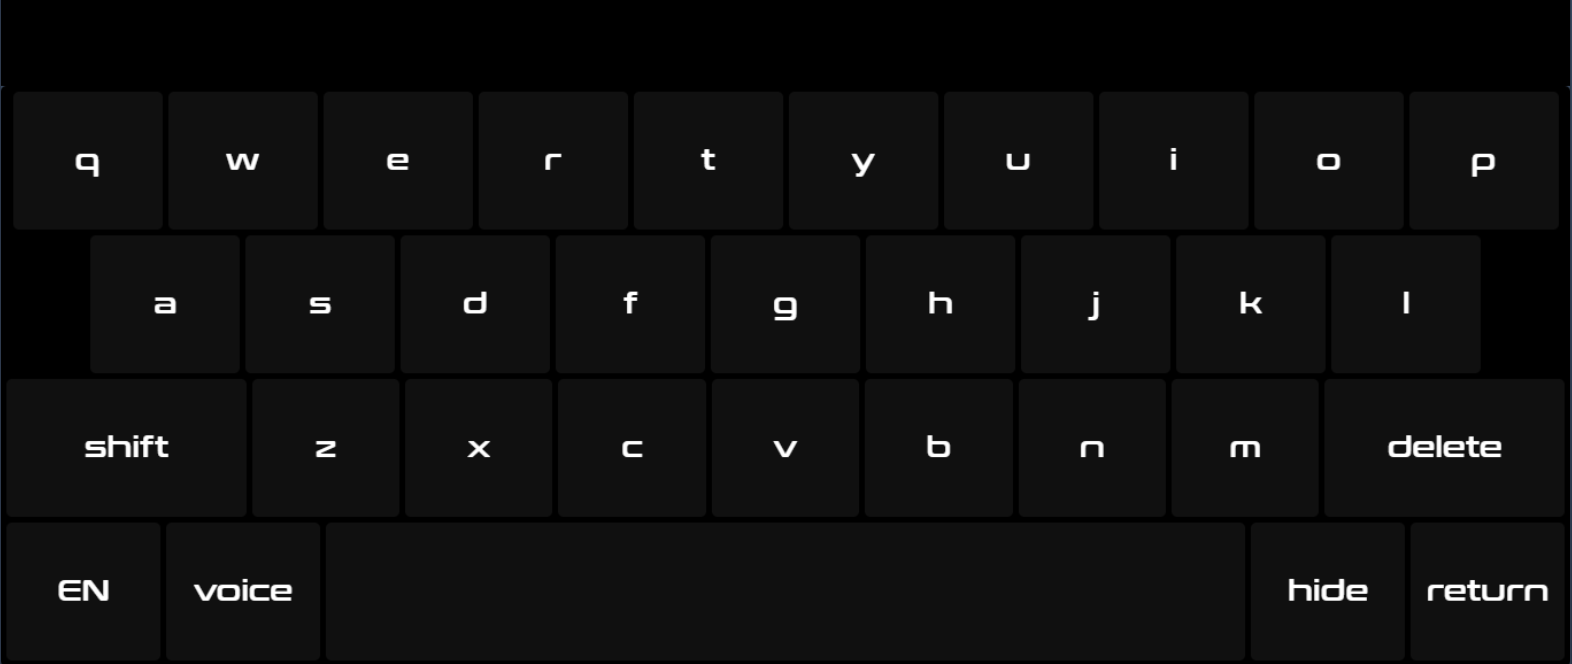 q w e r t y u i o p
a s d f g h j k l
shift z x c v b n m delete
EN voice hide return